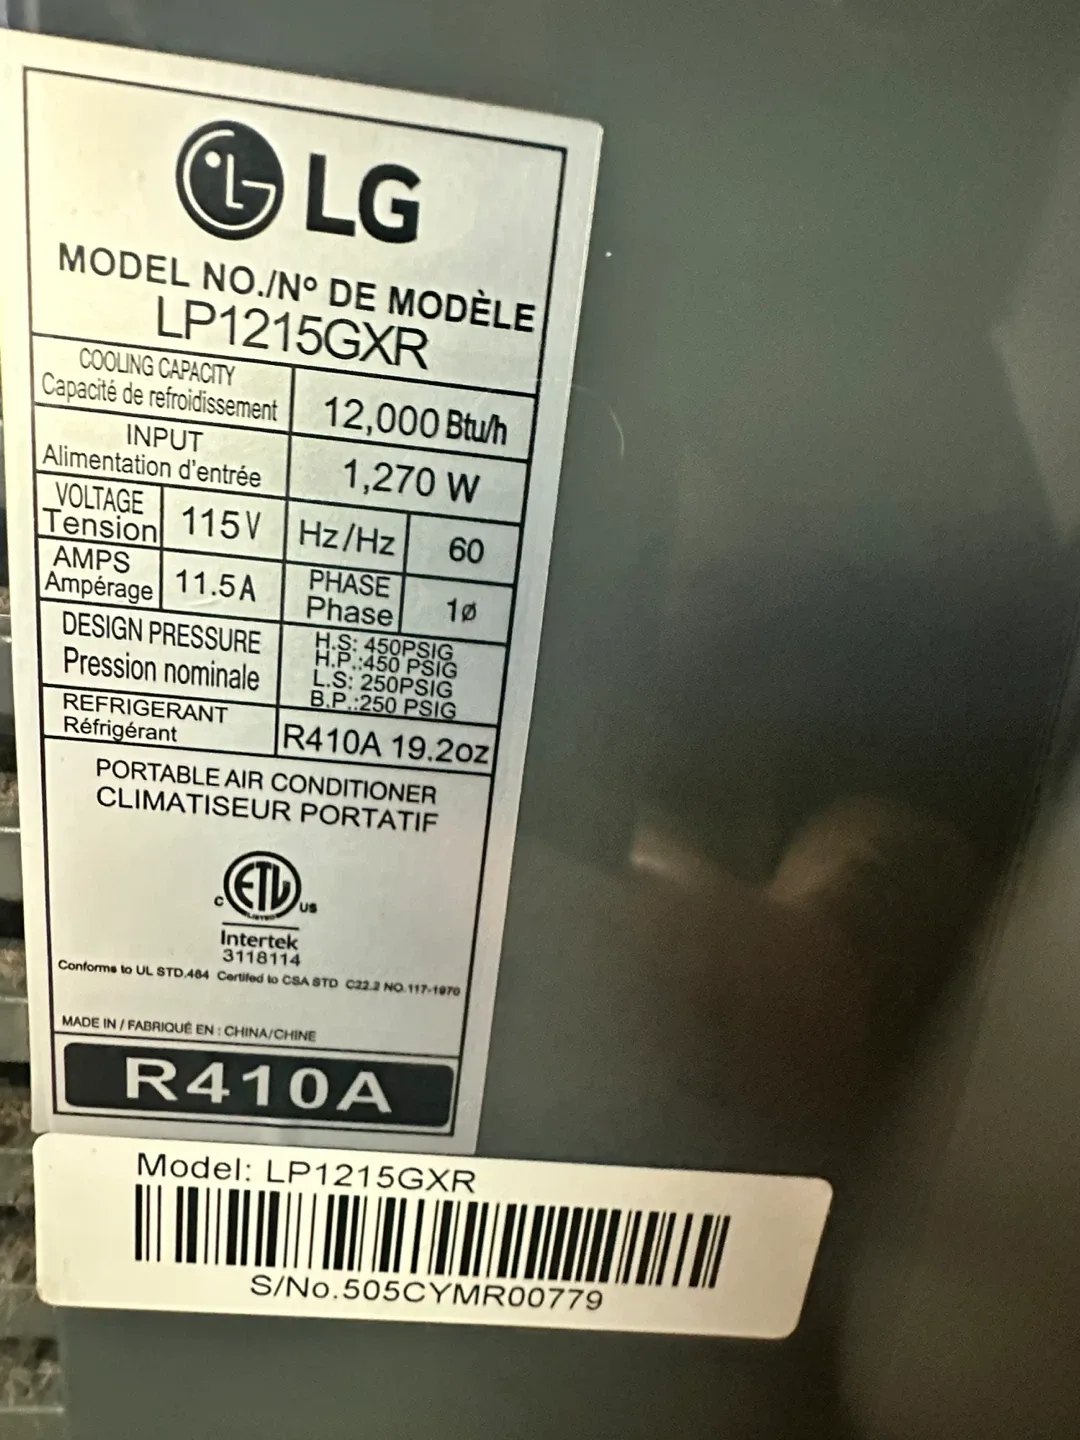 LG
MODEL NO./Nº DE MODÈLE
LP1215GXR
COOLING CAPACITY
Capacité de refroidissement
12,000 Btu/h
INPUT
Alimentation d'entrée
1,270 W
VOLTAGE
Tension
115V
Hz/Hz
60
AMPS
Ampérage
11.5A
PHASE
Phase
1ø
DESIGN PRESSURE
Pression nominale
H.S: 450PSIG
H.P.:450 PSIG
L.S: 250PSIG
B.P.:250 PSIG
REFRIGERANT
Réfrigérant
R410A 19.2oz
PORTABLE AIR CONDITIONER
CLIMATISEUR PORTATIF
C ETL US
LISTED
Intertek
3118114
Conforms to UL STD.484 Certifed to CSA STD C22.2 NO.117-1970
MADE IN / FABRIQUÉ EN : CHINA/CHINE
R410A
Model: LP1215GXR
S/No.505CYMR00779